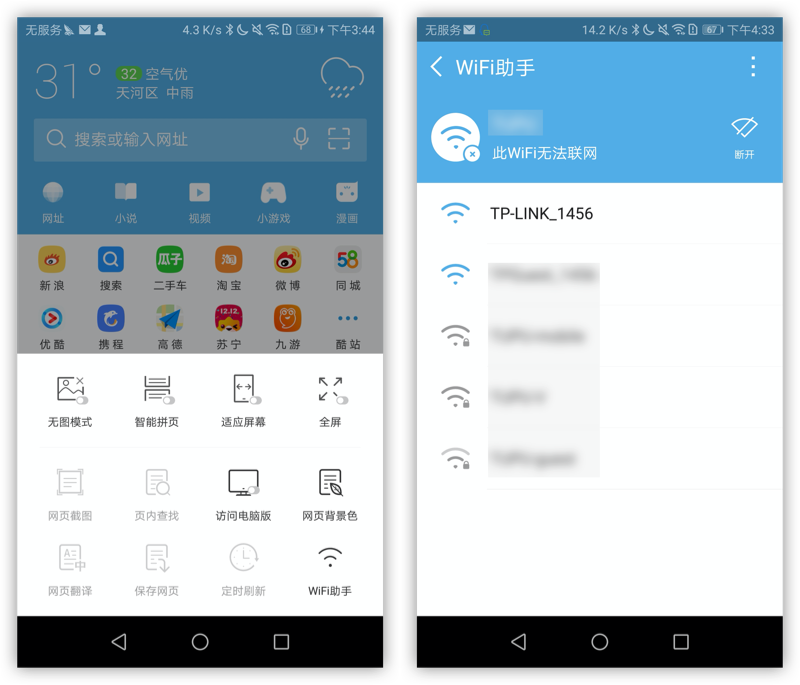 无服务
4.3 K/s
68
下午3:44
31°
32 空气优
天河区 中雨
搜索或输入网址
网址
小说
视频
小游戏
漫画
瓜子
淘
58
新浪
搜索
二手车
淘宝
微博
同城
12.12
优酷
携程
高德
苏宁
九游
酷站
无图模式
智能拼页
适应屏幕
全屏
网页截图
页内查找
访问电脑版
网页背景色
网页翻译
保存网页
定时刷新
WiFi助手
无服务
14.2 K/s
67
下午4:33
WiFi助手
此WiFi无法联网
断开
TP-LINK_1456